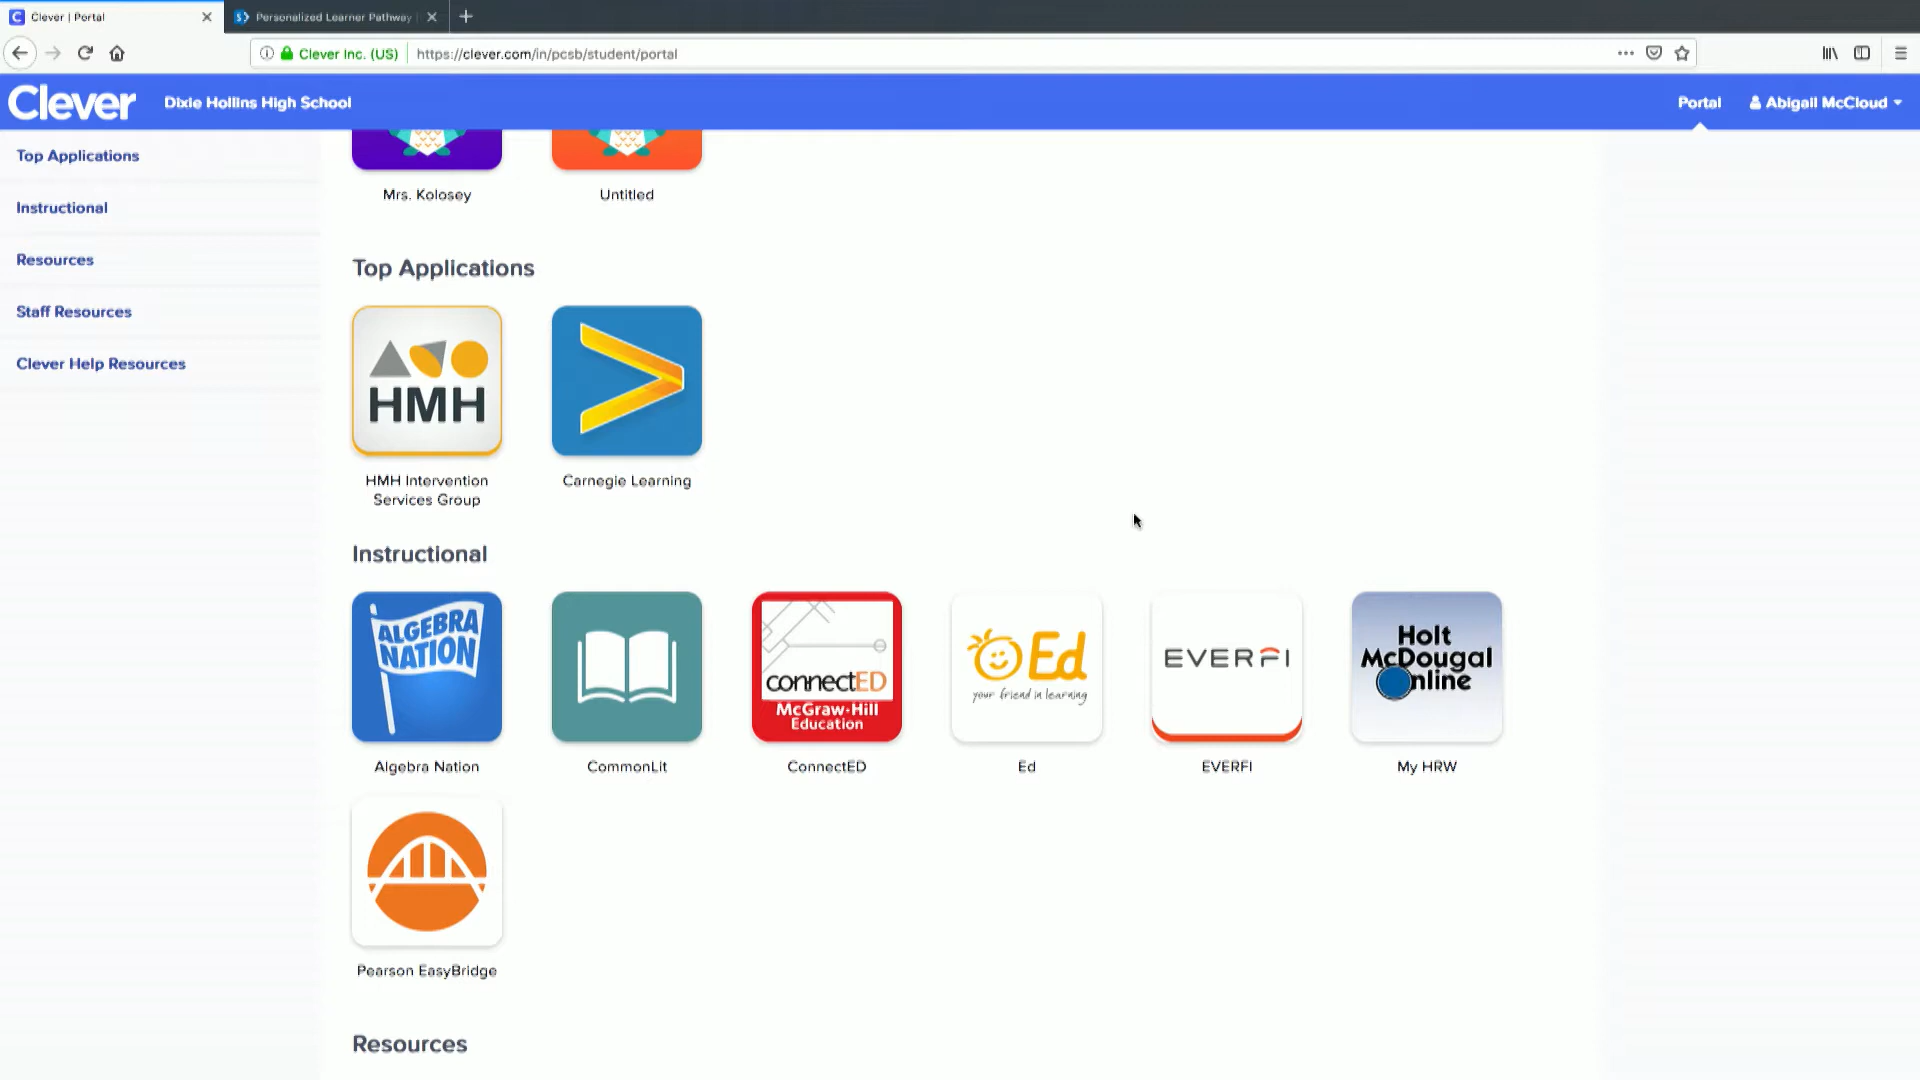 Clever | Portal
Personalized Learner Pathway
Clever Inc. (US)
https://clever.com/in/pcsb/student/portal
Clever
Dixie Hollins High School
Portal
Abigail McCloud
Top Applications
Instructional
Resources
Staff Resources
Clever Help Resources
Mrs. Kolosey
Untitled
Top Applications
HMH
HMH Intervention
Services Group
Carnegie Learning
Instructional
ALGEBRA
NATION
connectED
McGraw-Hill
Education
Ed
your friend in learning
EVERFI
Holt
McDougal
Online
Algebra Nation
CommonLit
ConnectED
Ed
EVERFI
My HRW
Pearson EasyBridge
Resources